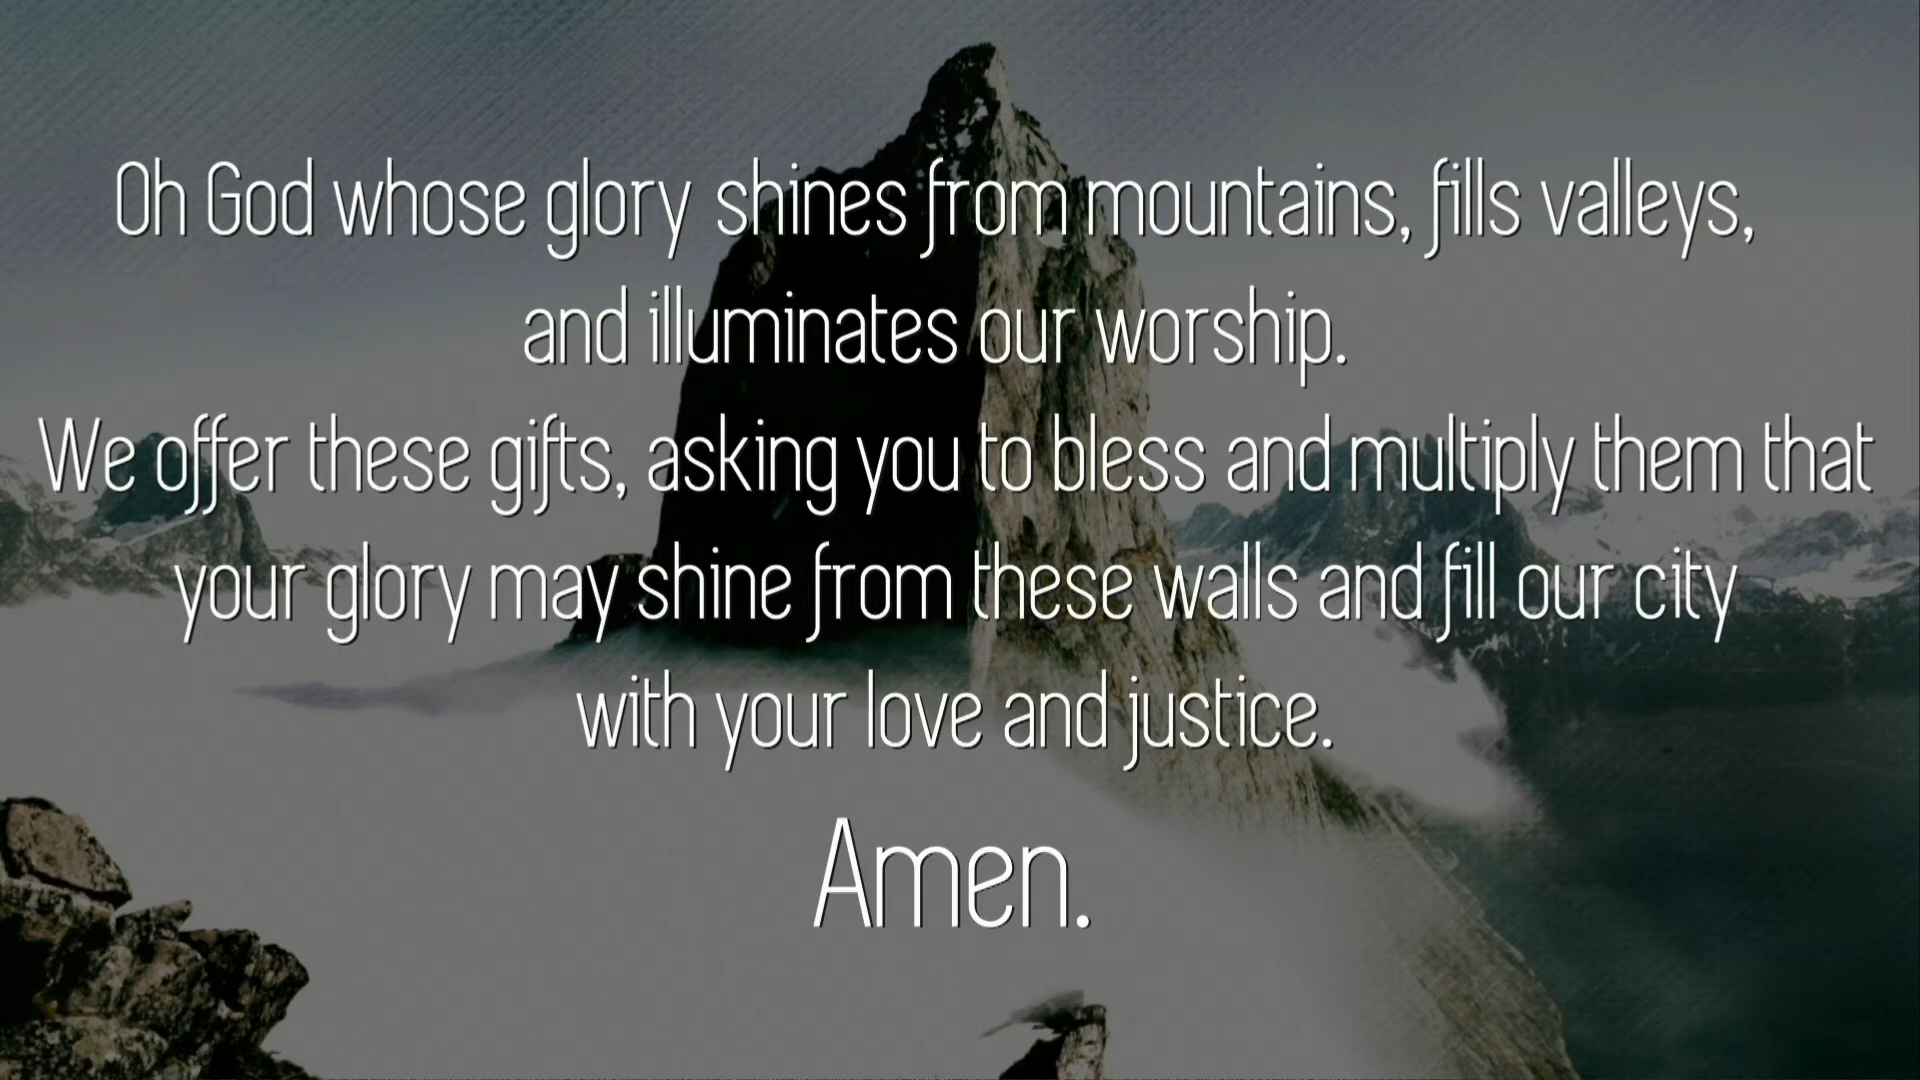 Oh God whose glory shines from mountains, fills valleys,
and illuminates our worship.
We offer these gifts, asking you to bless and multiply them that
your glory may shine from these walls and fill our city
with your love and justice.
Amen.